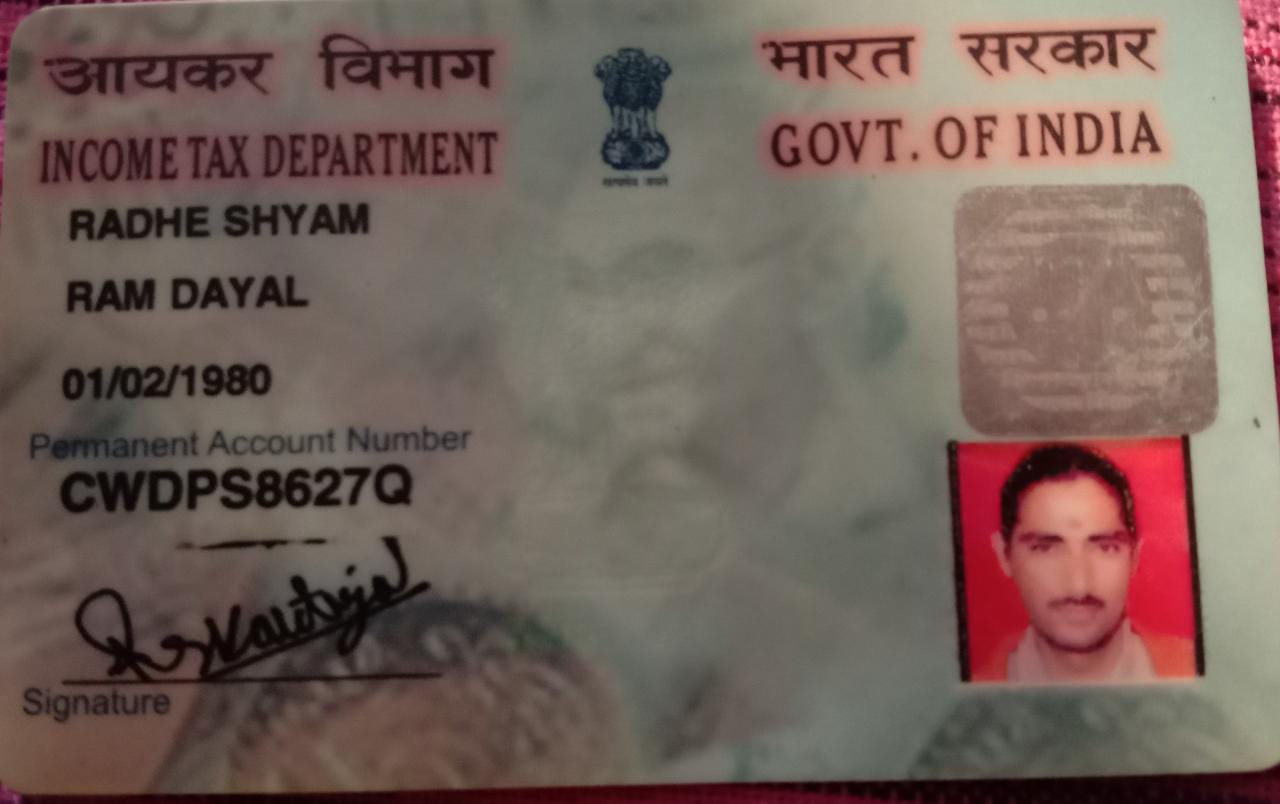 आयकर विभाग
भारत सरकार
INCOME TAX DEPARTMENT
GOVT. OF INDIA
सत्यमेव जयते
RADHE SHYAM
RAM DAYAL
01/02/1980
Permanent Account Number
CWDPS8627Q
Signature